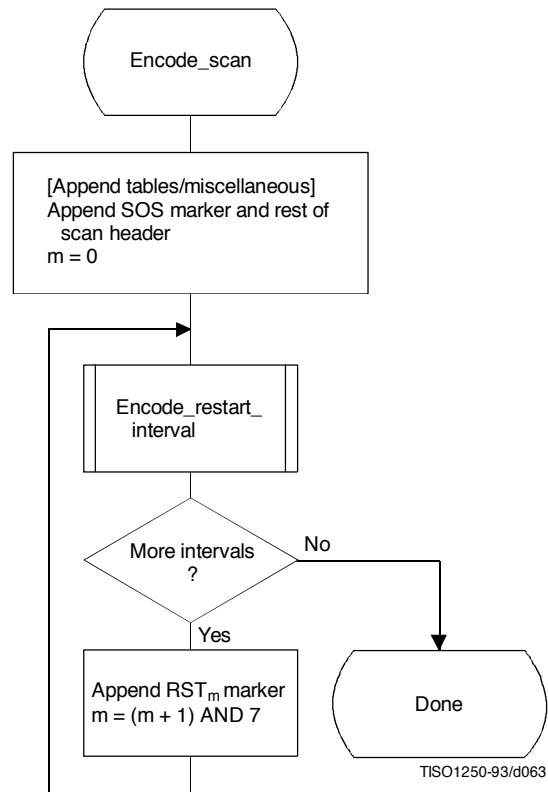 Encode_scan
[Append tables/miscellaneous]
Append SOS marker and rest of
scan header
m = 0
Encode_restart_
interval
More intervals
?
No
Yes
Append RSTm marker
m = (m + 1) AND 7
Done
TISO1250-93/d063